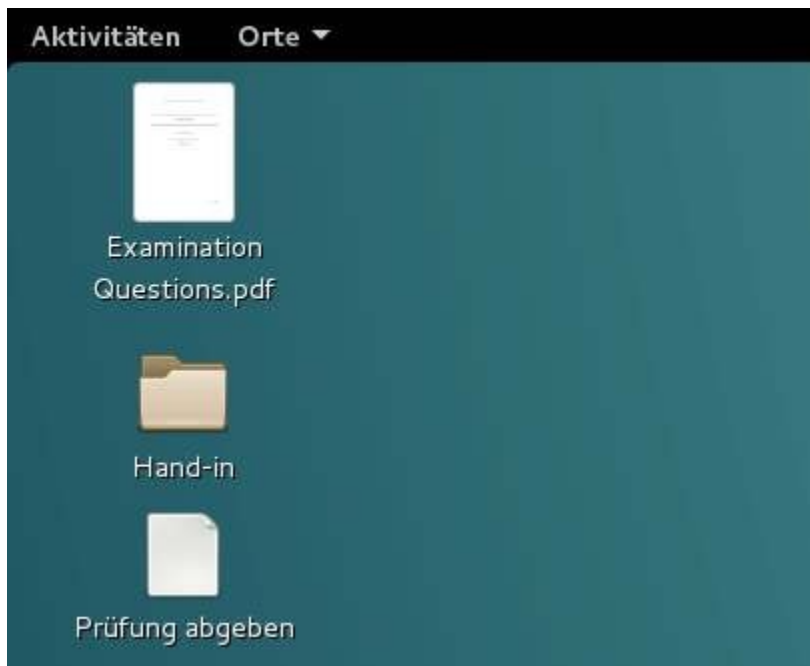 Aktivitäten Orte
Examination
Questions.pdf
Hand-in
Prüfung abgeben